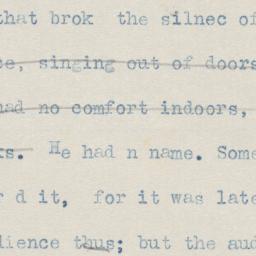 that brok the silnec of
ce, singing out of doors
had no comfort indoors,
ks. He had n name. Some
r d it, for it was late
dience thus; but the aud